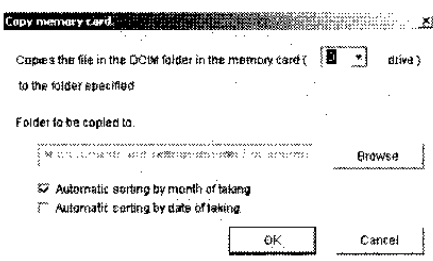 Copy memory card.
Copies the file in the DCIM folder in the memory card ( drive )
to the folder specified
Folder to be copied to.
Browse
Automatic sorting by month of taking
Automatic sorting by date of taking.
OK
Cancel